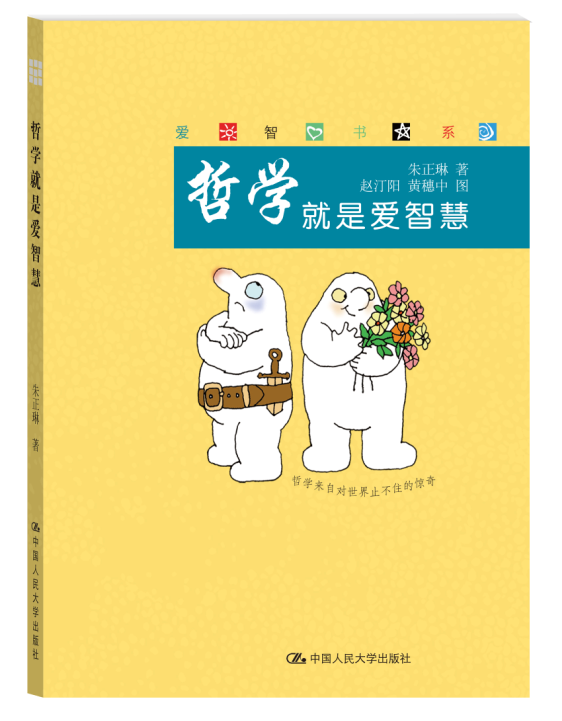 爱智书系
朱正琳 著
赵汀阳 黄穗中 图
哲学就是爱智慧
哲学来自对世界止不住的惊奇
中国人民大学出版社
哲学就是爱智慧
朱正琳 著
中国人民大学出版社